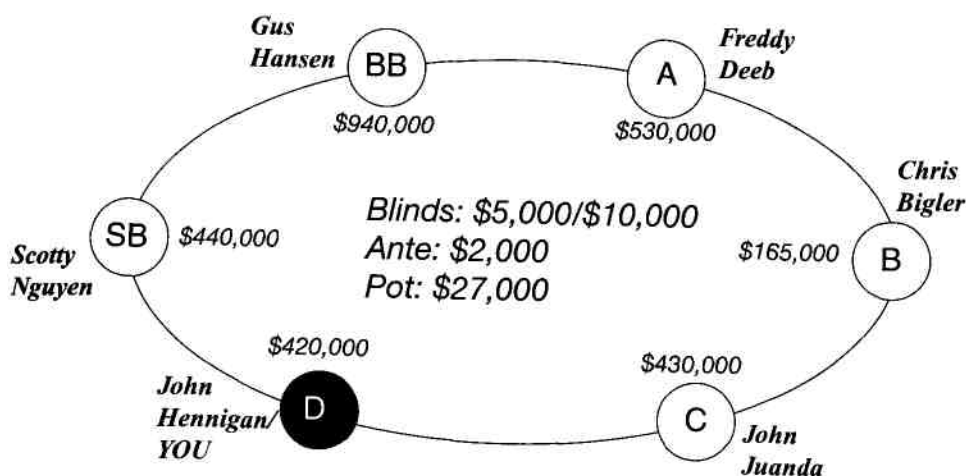 Gus
Hansen
BB
$940,000
A
Freddy
Deeb
$530,000
Chris
Bigler
B
$165,000
Blinds: $5,000/$10,000
Ante: $2,000
Pot: $27,000
SB
$440,000
Scotty
Nguyen
$420,000
D
John
Hennigan/
YOU
$430,000
C
John
Juanda